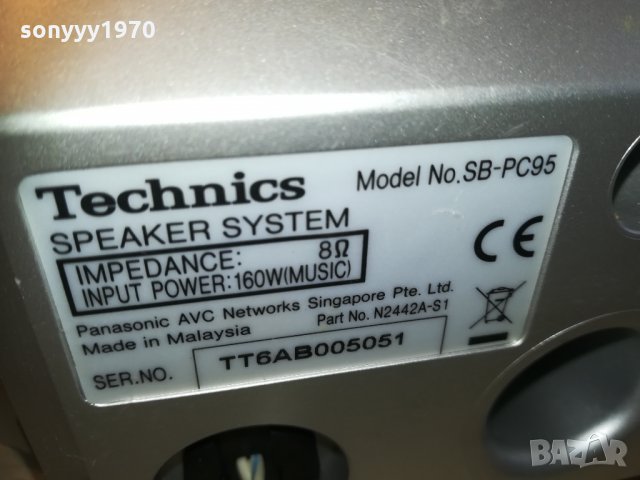 sonyyy1970
Technics
Model No.SB-PC95
SPEAKER SYSTEM
IMPEDANCE: 8Ω
INPUT POWER:160W(MUSIC)
CE
Panasonic AVC Networks Singapore Pte. Ltd.
Made in Malaysia
Part No. N2442A-S1
SER.NO. TT6AB005051
BAZAR